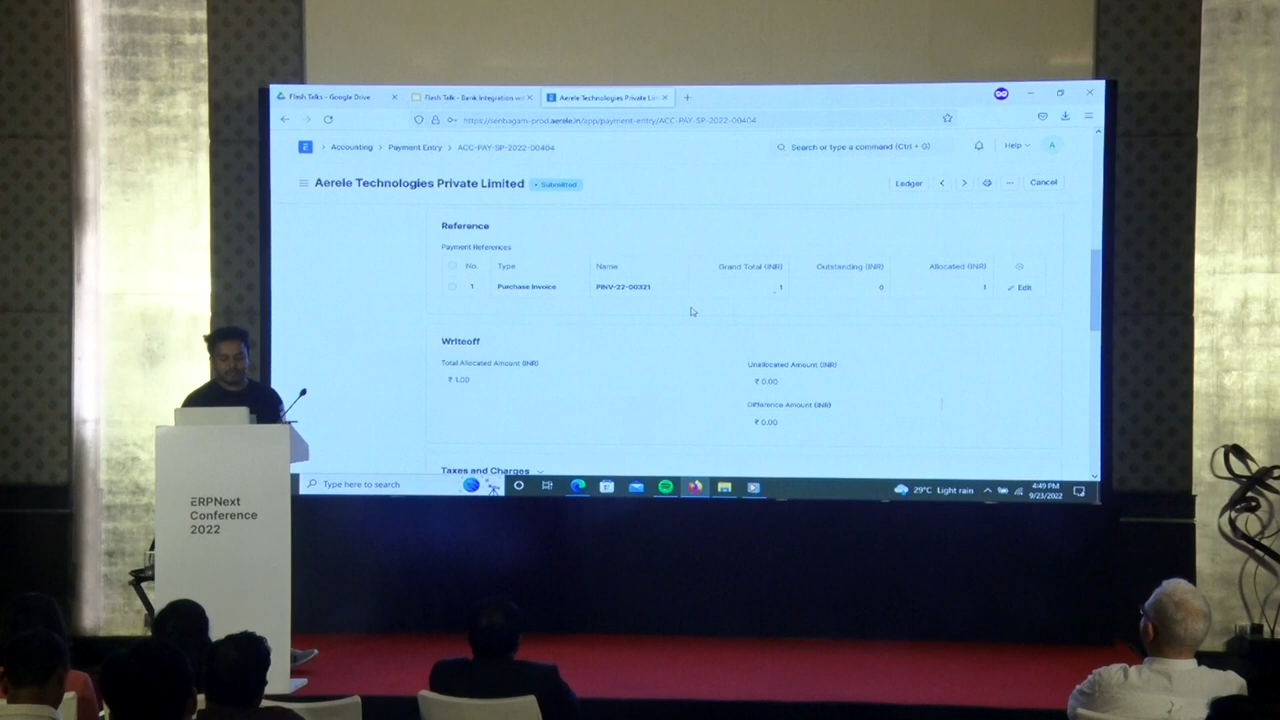 Flash Talks - Google Drive
Flash Talk - Bank Integration wit
Aerele Technologies Private Lim
https://senbagam-prod.aerele.in/app/payment-entry/ACC-PAY-SP-2022-00404
Accounting > Payment Entry > ACC-PAY-SP-2022-00404
Search or type a command (Ctrl + G)
Help
A
Aerele Technologies Private Limited
Submitted
Ledger
Cancel
Reference
Payment References
No. Type Name Grand Total (INR) Outstanding (INR) Allocated (INR)
1 Purchase Invoice PINV-22-00321 1 0 1 Edit
Writeoff
Total Allocated Amount (INR)
₹ 1.00
Unallocated Amount (INR)
₹ 0.00
Difference Amount (INR)
₹ 0.00
Taxes and Charges
Type here to search
29°C Light rain
4:49 PM
9/23/2022
ERPNext
Conference
2022